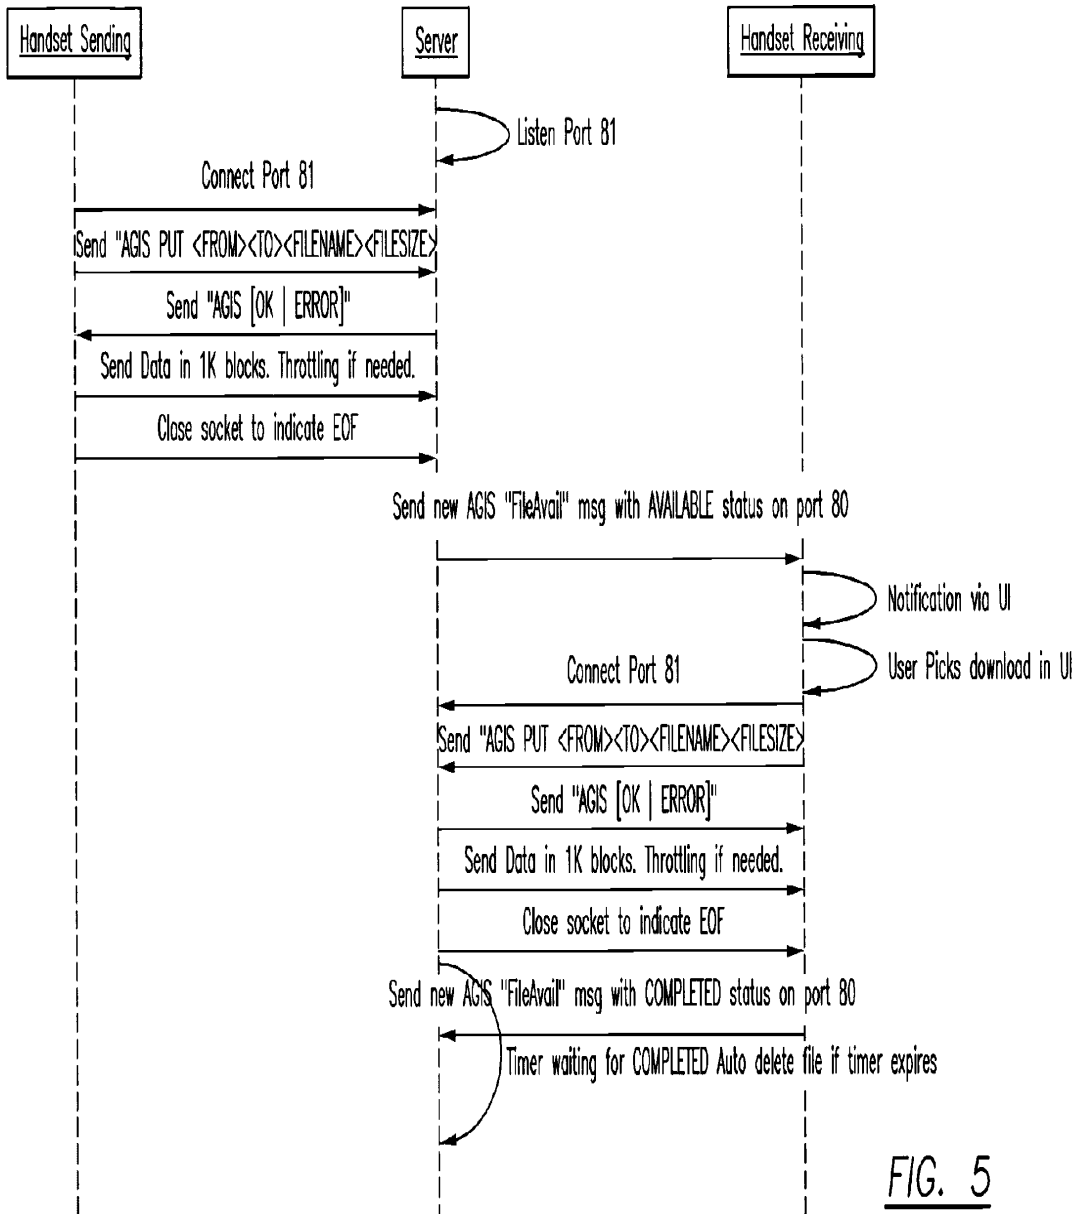 Handset Sending
Server
Handset Receiving
Listen Port 81
Connect Port 81
Send "AGIS PUT <FROM><TO><FILENAME><FILESIZE>
Send "AGIS [OK | ERROR]"
Send Data in 1K blocks. Throttling if needed.
Close socket to indicate EOF
Send new AGIS "FileAvail" msg with AVAILABLE status on port 80
Notification via UI
User Picks download in UI
Connect Port 81
Send "AGIS PUT <FROM><TO><FILENAME><FILESIZE>
Send "AGIS [OK | ERROR]"
Send Data in 1K blocks. Throttling if needed.
Close socket to indicate EOF
Send new AGIS "FileAvail" msg with COMPLETED status on port 80
Timer waiting for COMPLETED Auto delete file if timer expires
FIG. 5